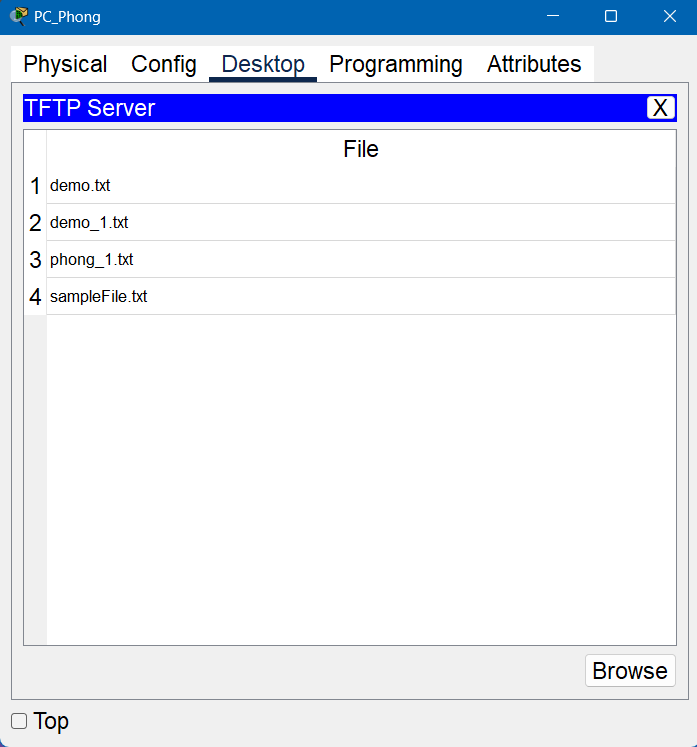 PC_Phong
Physical Config Desktop Programming Attributes
TFTP Server X
File
1 demo.txt
2 demo_1.txt
3 phong_1.txt
4 sampleFile.txt
Browse
Top